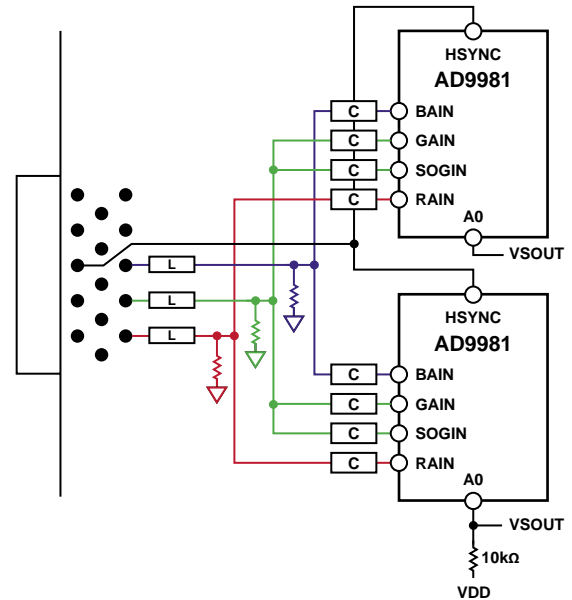 HSYNC
AD9981
C BAIN
C GAIN
C SOGIN
C RAIN
A0
VSOUT
L
L
L
HSYNC
AD9981
C BAIN
C GAIN
C SOGIN
C RAIN
A0
VSOUT
10kΩ
VDD